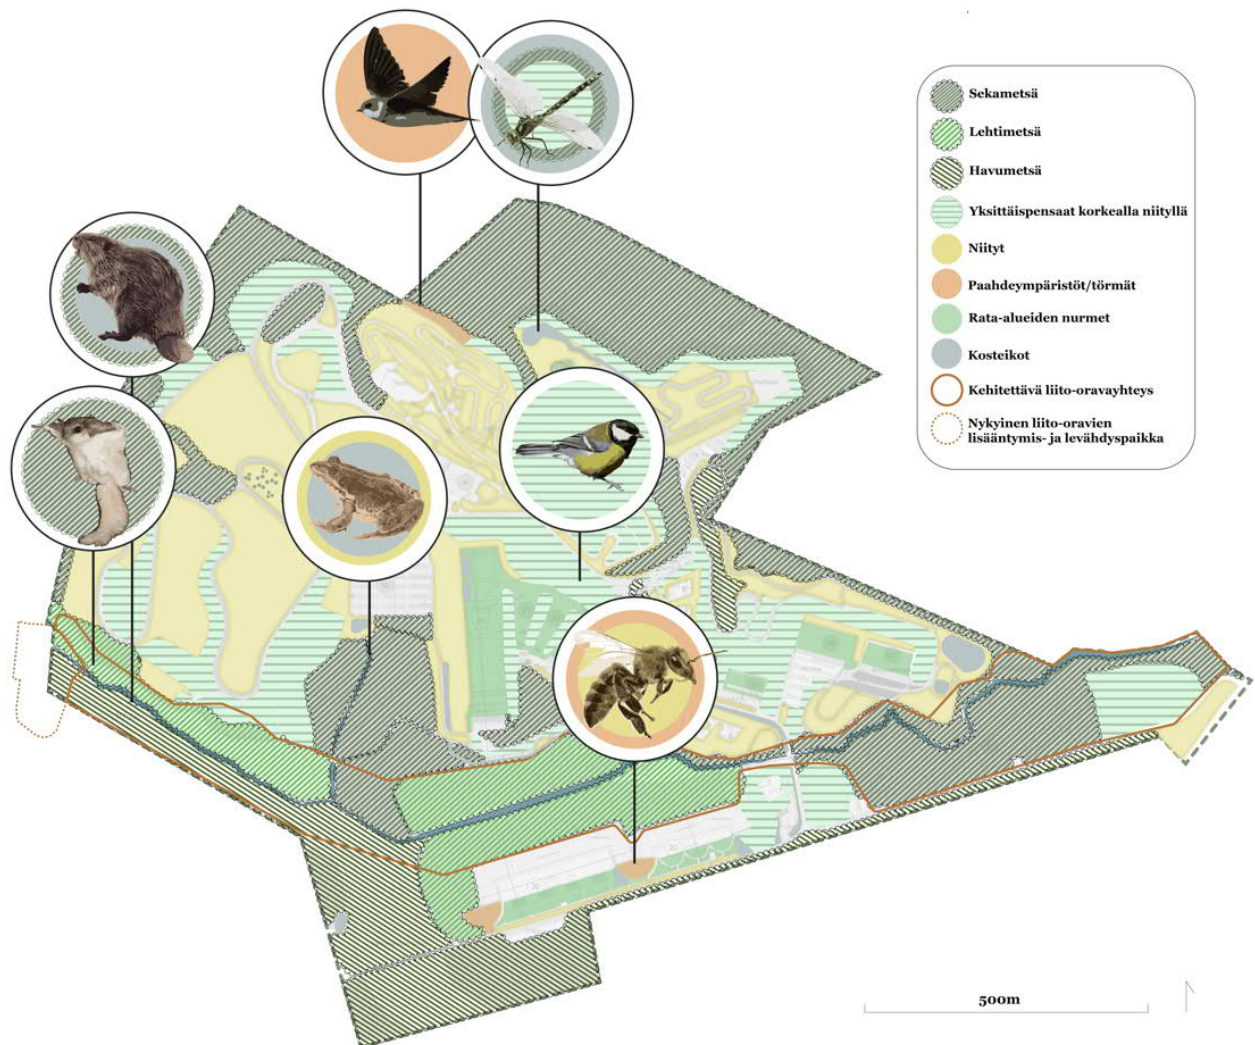 Sekametsä
Lehtimetsä
Havumetsä
Yksittäispensaat korkealla niityllä
Niityt
Paahdeympäristöt/törmät
Rata-alueiden nurmet
Kosteikot
Kehitettävä liito-oravayhteys
Nykyinen liito-oravien
lisääntymis- ja levähdyspaikka
500m